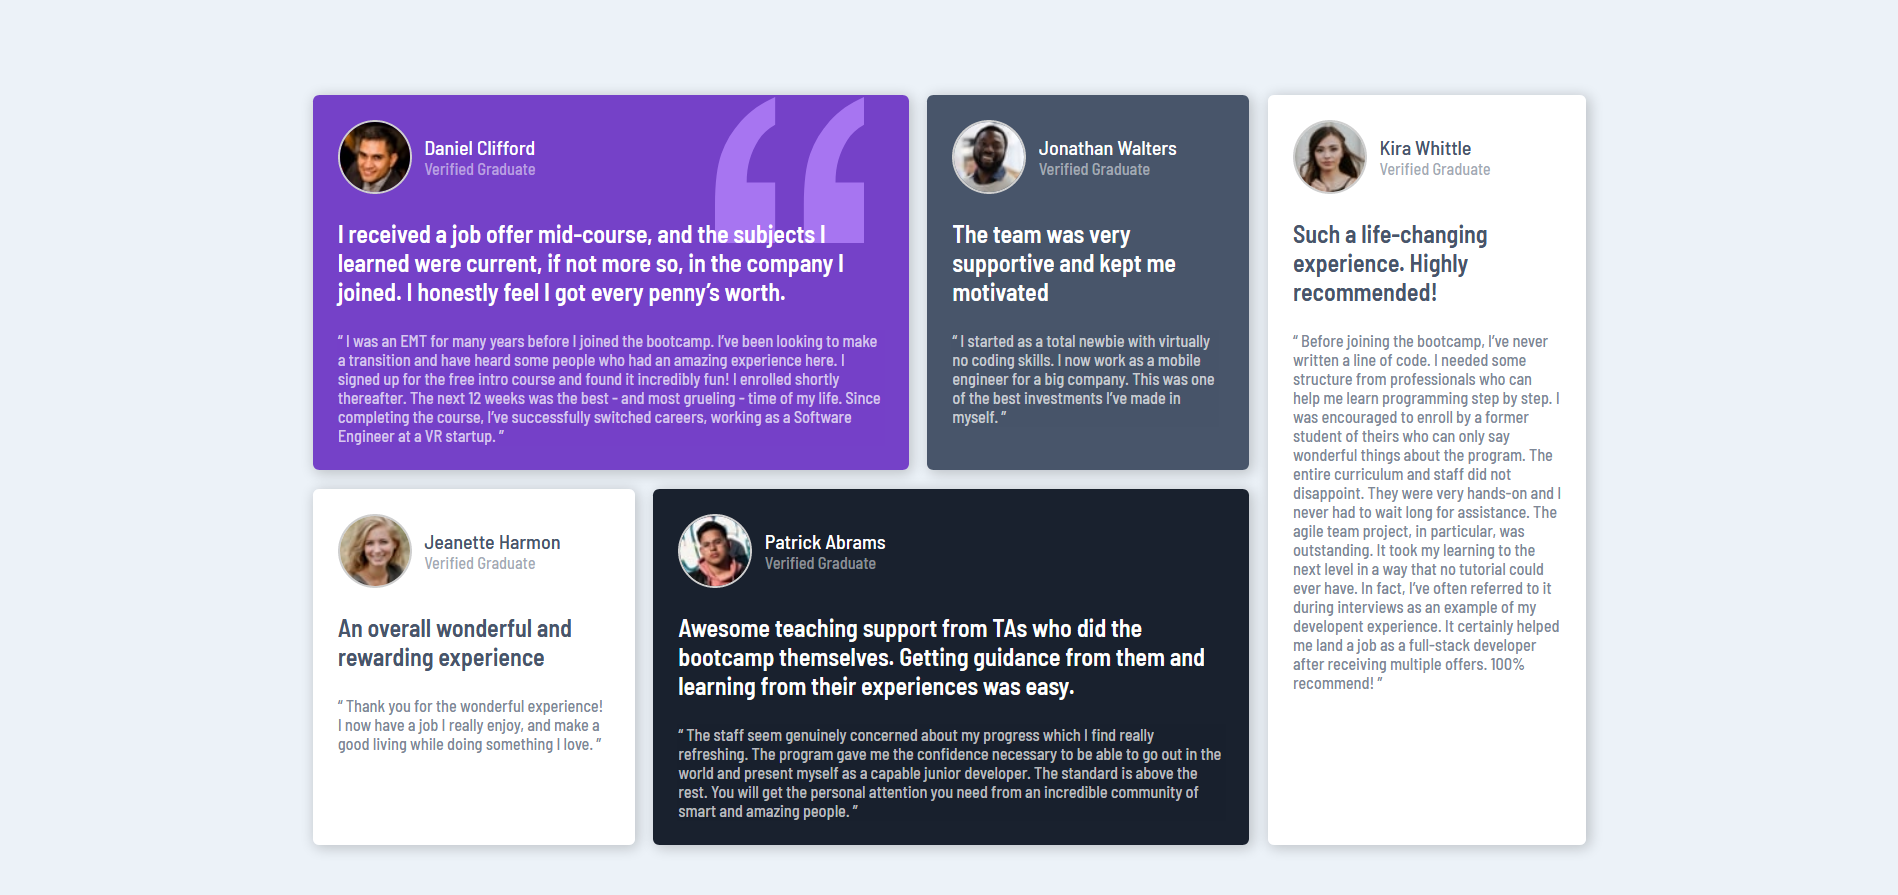 Daniel Clifford
Verified Graduate
I received a job offer mid-course, and the subjects I
learned were current, if not more so, in the company I
joined. I honestly feel I got every penny’s worth.
“ I was an EMT for many years before I joined the bootcamp. I’ve been looking to make
a transition and have heard some people who had an amazing experience here. I
signed up for the free intro course and found it incredibly fun! I enrolled shortly
thereafter. The next 12 weeks was the best - and most grueling - time of my life. Since
completing the course, I’ve successfully switched careers, working as a Software
Engineer at a VR startup. ”
Jonathan Walters
Verified Graduate
The team was very
supportive and kept me
motivated
“ I started as a total newbie with virtually
no coding skills. I now work as a mobile
engineer for a big company. This was one
of the best investments I’ve made in
myself. ”
Kira Whittle
Verified Graduate
Such a life-changing
experience. Highly
recommended!
“ Before joining the bootcamp, I’ve never
written a line of code. I needed some
structure from professionals who can
help me learn programming step by step. I
was encouraged to enroll by a former
student of theirs who can only say
wonderful things about the program. The
entire curriculum and staff did not
disappoint. They were very hands-on and I
never had to wait long for assistance. The
agile team project, in particular, was
outstanding. It took my learning to the
next level in a way that no tutorial could
ever have. In fact, I’ve often referred to it
during interviews as an example of my
developent experience. It certainly helped
me land a job as a full-stack developer
after receiving multiple offers. 100%
recommend! ”
Jeanette Harmon
Verified Graduate
An overall wonderful and
rewarding experience
“ Thank you for the wonderful experience!
I now have a job I really enjoy, and make a
good living while doing something I love. ”
Patrick Abrams
Verified Graduate
Awesome teaching support from TAs who did the
bootcamp themselves. Getting guidance from them and
learning from their experiences was easy.
“ The staff seem genuinely concerned about my progress which I find really
refreshing. The program gave me the confidence necessary to be able to go out in the
world and present myself as a capable junior developer. The standard is above the
rest. You will get the personal attention you need from an incredible community of
smart and amazing people. ”